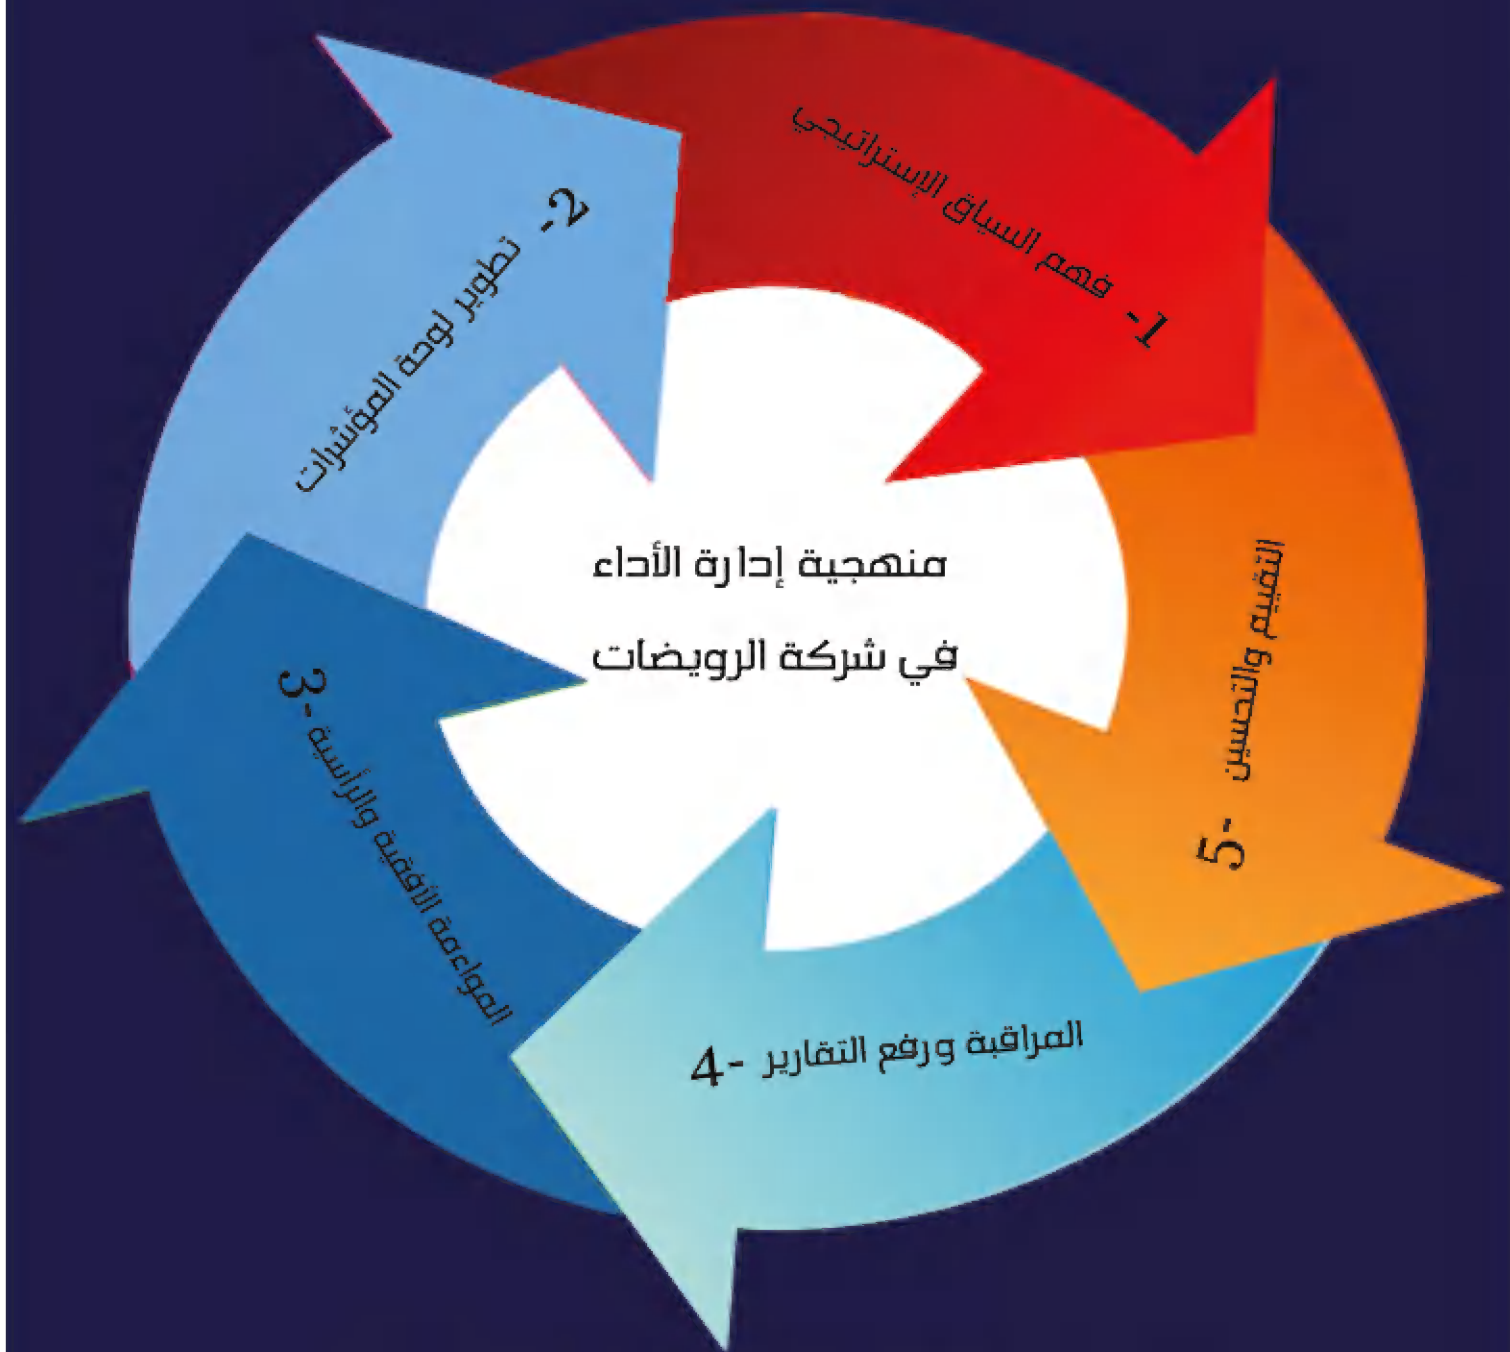 منهجية إدارة الأداء
في شركة الرويضات
1- فهم السياق الإستراتيجي
2- تطوير لوحة المؤشرات
3- المواءمة الأفقية والرأسية
4- المراقبة ورفع التقارير
5- التقييم والتحسين